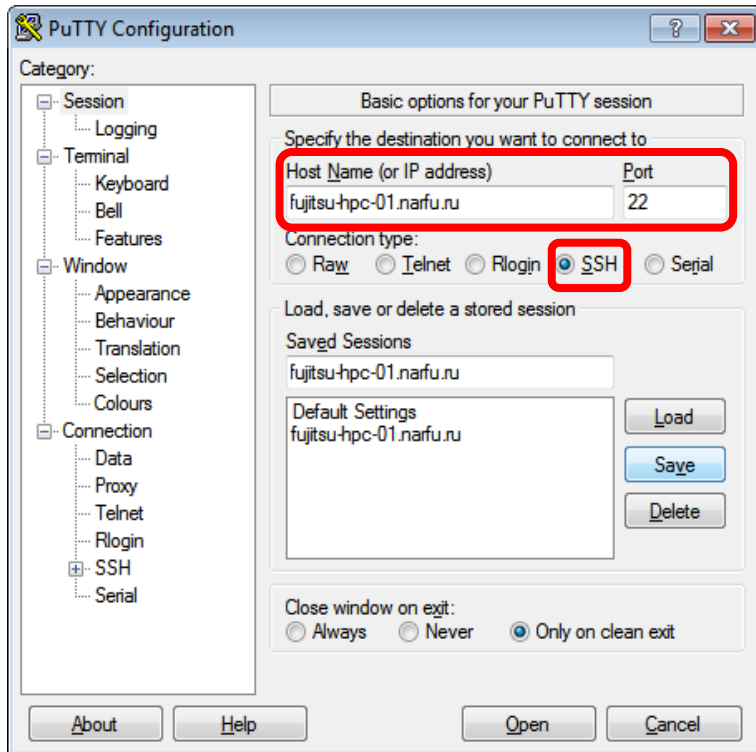 PuTTY Configuration
Category:
Session
Logging
Terminal
Keyboard
Bell
Features
Window
Appearance
Behaviour
Translation
Selection
Colours
Connection
Data
Proxy
Telnet
Rlogin
SSH
Serial
Basic options for your PuTTY session
Specify the destination you want to connect to
Host Name (or IP address) Port
fujitsu-hpc-01.narfu.ru 22
Connection type:
Raw Telnet Rlogin SSH Serial
Load, save or delete a stored session
Saved Sessions
fujitsu-hpc-01.narfu.ru
Default Settings
fujitsu-hpc-01.narfu.ru
Load
Save
Delete
Close window on exit:
Always Never Only on clean exit
About Help Open Cancel